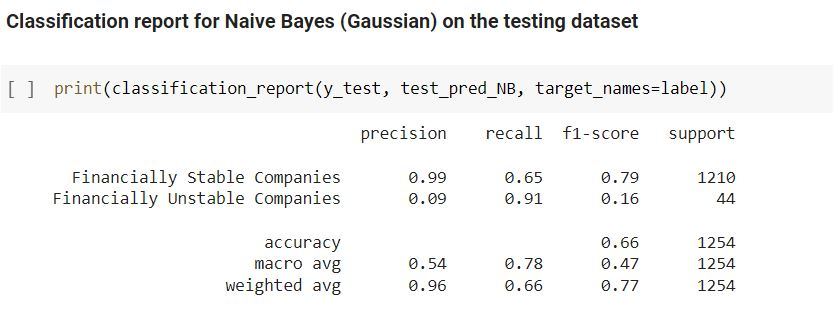 Classification report for Naive Bayes (Gaussian) on the testing dataset
[ ] print(classification_report(y_test, test_pred_NB, target_names=label))
precision recall f1-score support
Financially Stable Companies 0.99 0.65 0.79 1210
Financially Unstable Companies 0.09 0.91 0.16 44
accuracy 0.66 1254
macro avg 0.54 0.78 0.47 1254
weighted avg 0.96 0.66 0.77 1254